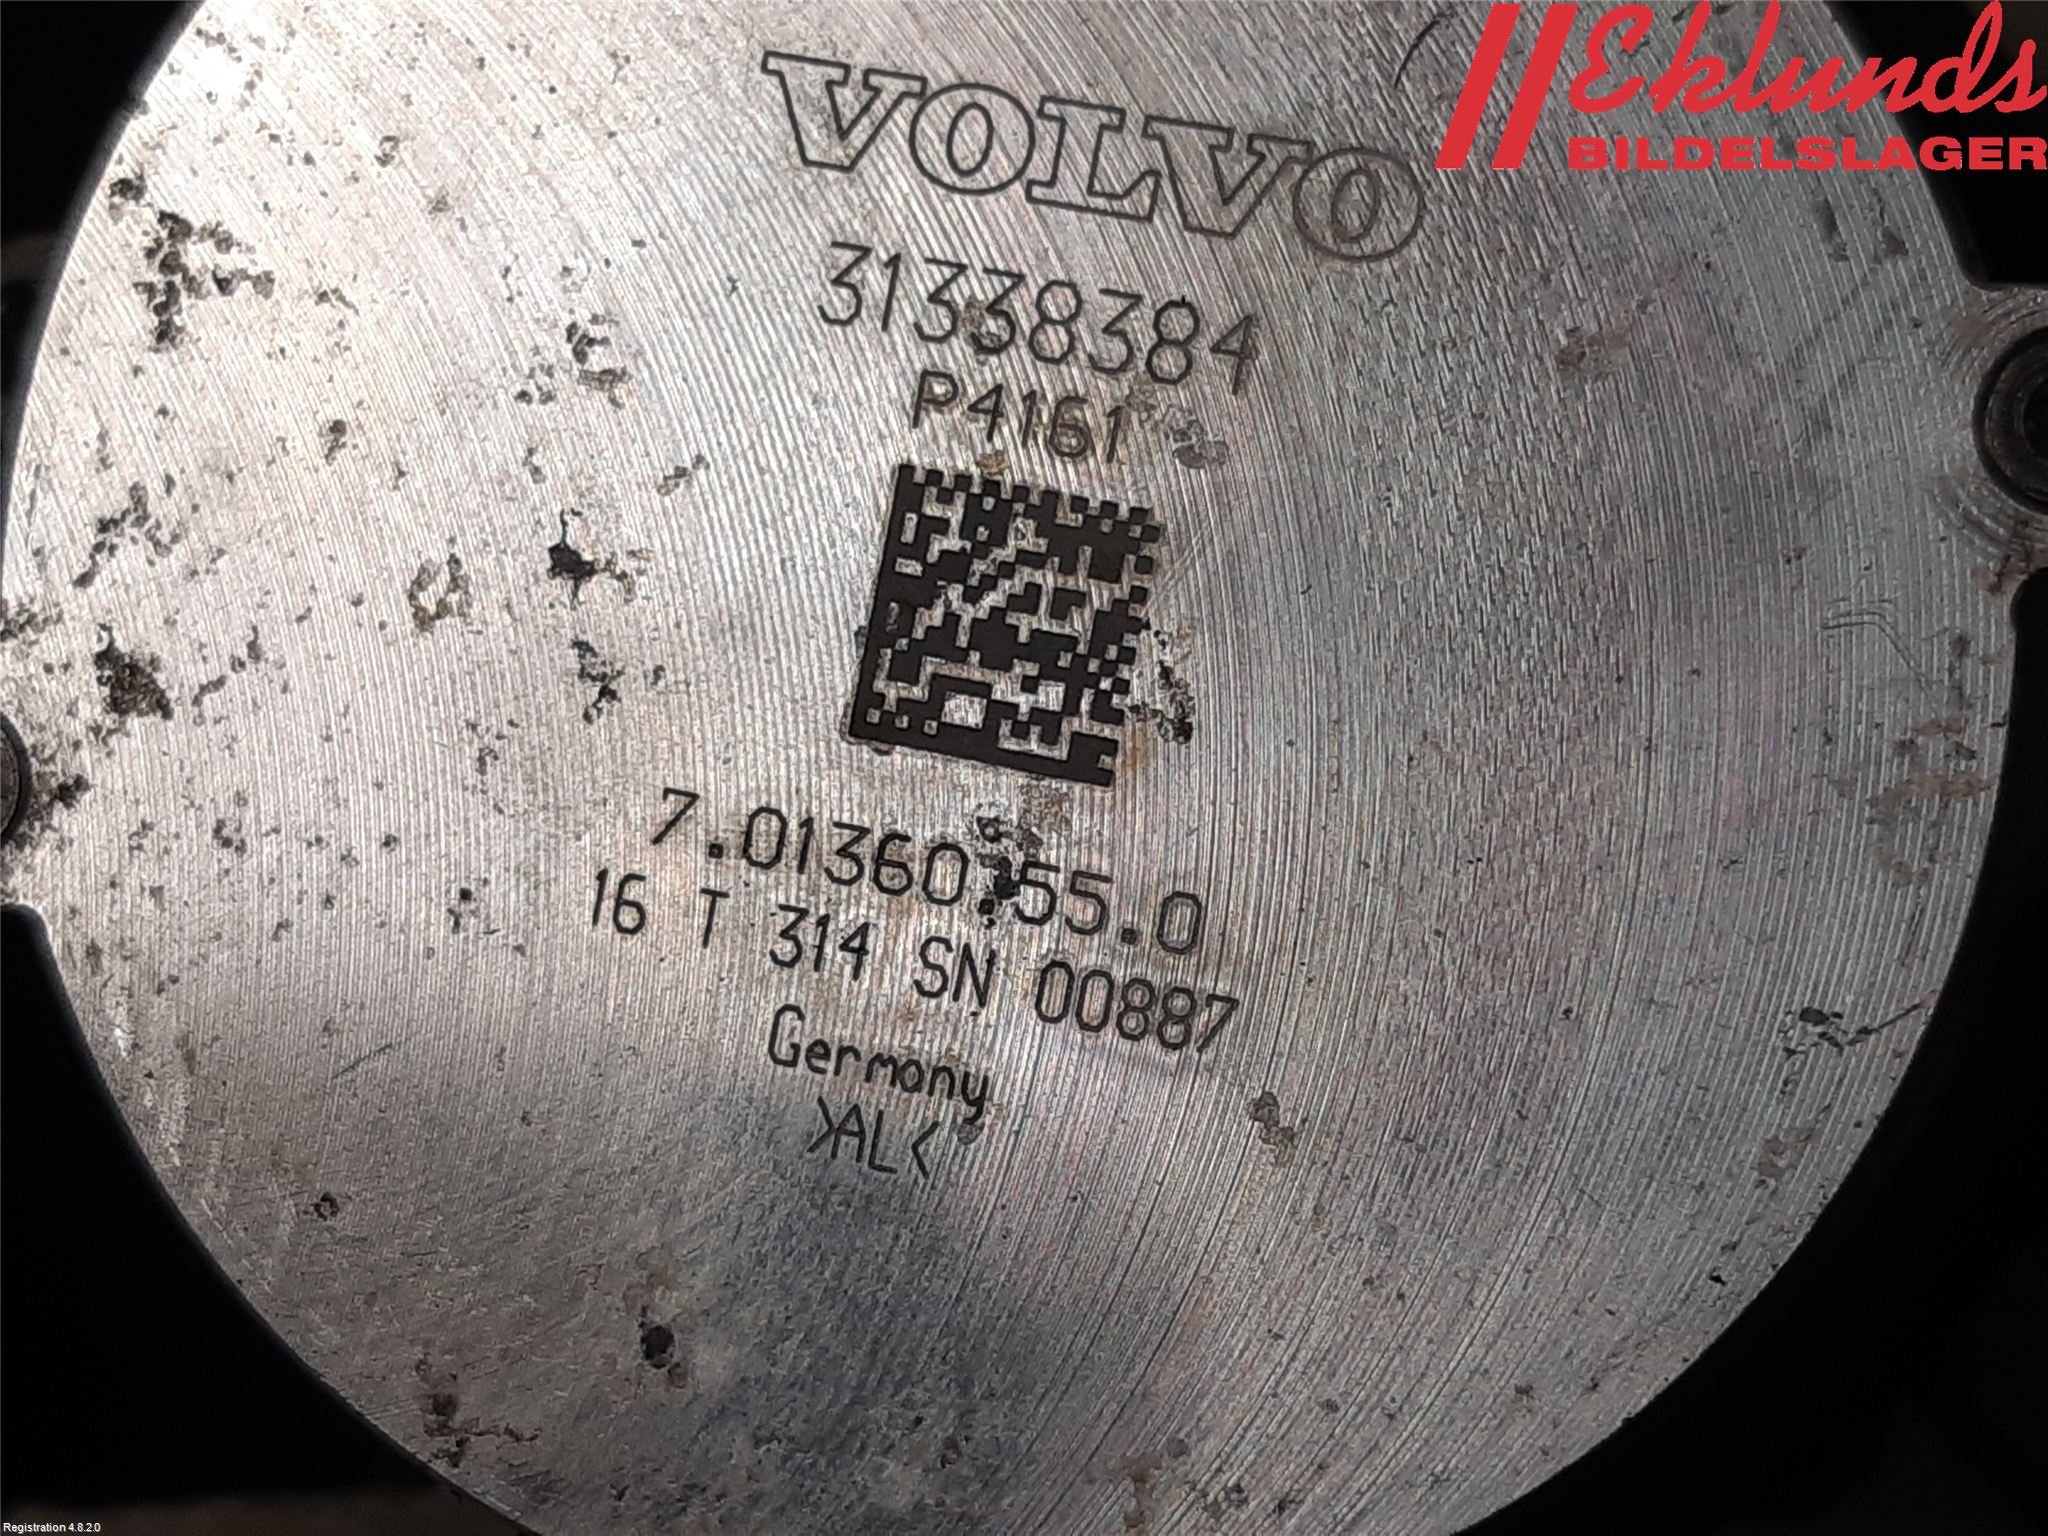 Eklunds
BILDELSLAGER
VOLVO
31338384
P4161
7.01360.55.0
16 T 314 SN 00887
Germany
>AL<
Registration 4.8.2.0